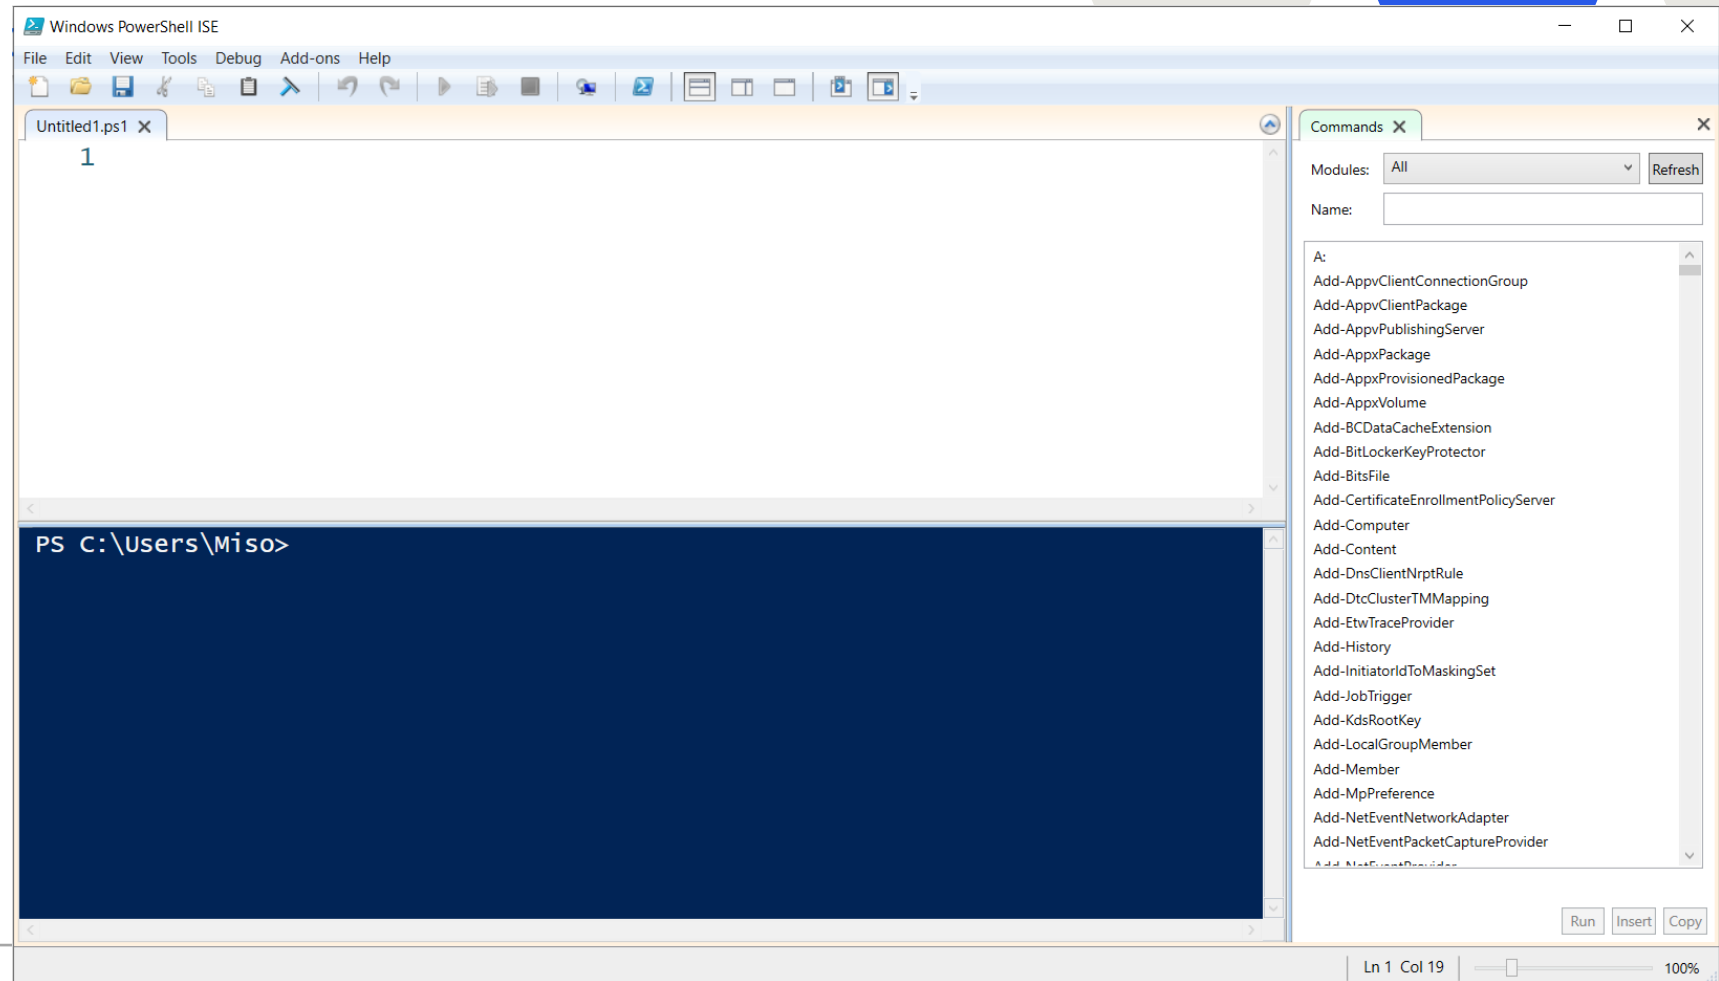 Windows PowerShell ISE
File Edit View Tools Debug Add-ons Help
Untitled1.ps1
1
PS C:\Users\Miso>
Commands
Modules: All Refresh
Name:
A:
Add-AppvClientConnectionGroup
Add-AppvClientPackage
Add-AppvPublishingServer
Add-AppxPackage
Add-AppxProvisionedPackage
Add-AppxVolume
Add-BCDataCacheExtension
Add-BitLockerKeyProtector
Add-BitsFile
Add-CertificateEnrollmentPolicyServer
Add-Computer
Add-Content
Add-DnsClientNrptRule
Add-DtcClusterTMMapping
Add-EtwTraceProvider
Add-History
Add-InitiatorIdToMaskingSet
Add-JobTrigger
Add-KdsRootKey
Add-LocalGroupMember
Add-Member
Add-MpPreference
Add-NetEventNetworkAdapter
Add-NetEventPacketCaptureProvider
Add-NetEventProvider
Run Insert Copy
Ln 1 Col 19 100%